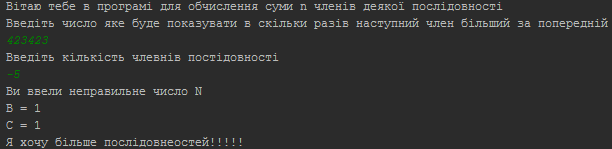 Вітаю тебе в програмі для обчислення суми n членів деякої послідовності
Введіть число яке буде показувати в скільки разів наступний член більший за попередній
423423
Введіть кількість члевнів постідовності
-5
Ви ввели неправильне число N
B = 1
C = 1
Я хочу більше послідовнеостей!!!!!